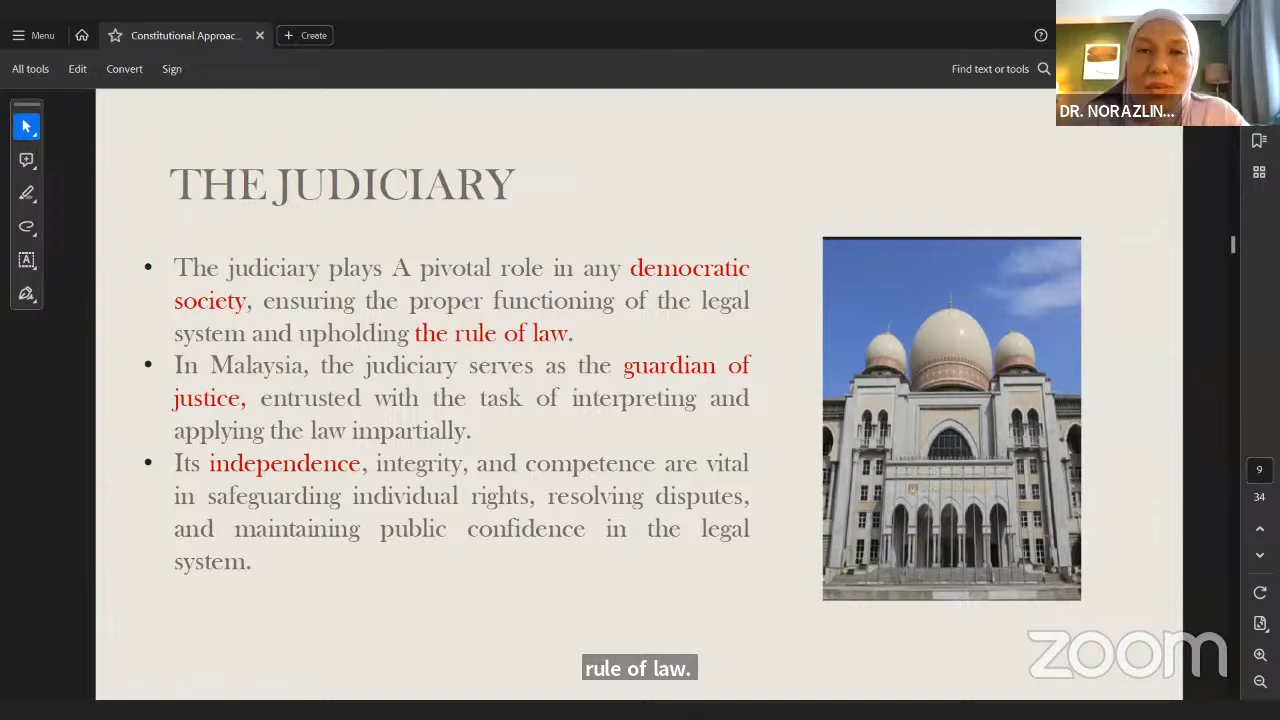 Menu
Constitutional Approac...
Create
All tools
Edit
Convert
Sign
Find text or tools
DR. NORAZLIN...
THE JUDICIARY
• The judiciary plays A pivotal role in any democratic
society, ensuring the proper functioning of the legal
system and upholding the rule of law.
• In Malaysia, the judiciary serves as the guardian of
justice, entrusted with the task of interpreting and
applying the law impartially.
• Its independence, integrity, and competence are vital
in safeguarding individual rights, resolving disputes,
and maintaining public confidence in the legal
system.
9
34
rule of law.
zoom